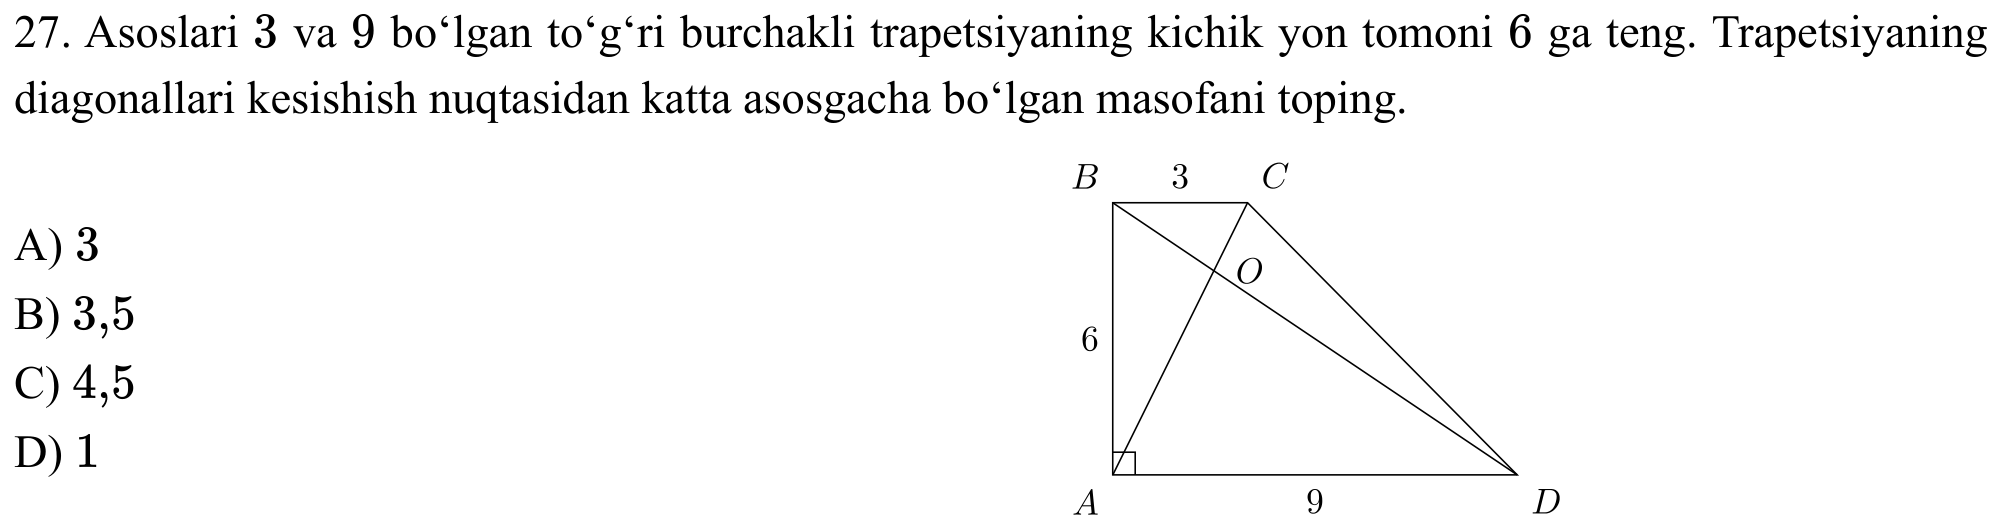 27. Asoslari 3 va 9 bo‘lgan to‘g‘ri burchakli trapetsiyaning kichik yon tomoni 6 ga teng. Trapetsiyaning
diagonallari kesishish nuqtasidan katta asosgacha bo‘lgan masofani toping.
A) 3
B) 3,5
C) 4,5
D) 1
B 3 C
O
6
A 9 D